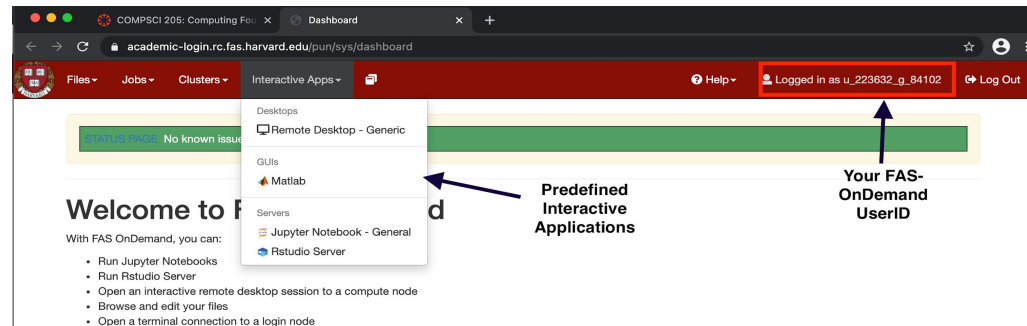 COMPSCI 205: Computing Fou
Dashboard
academic-login.rc.fas.harvard.edu/pun/sys/dashboard
Files
Jobs
Clusters
Interactive Apps
Help
Logged in as u_223632_g_84102
Log Out
Desktops
Remote Desktop - Generic
STATUS PAGE No known issue
GUIs
Matlab
Servers
Jupyter Notebook - General
Rstudio Server
Predefined
Interactive
Applications
Your FAS-
OnDemand
UserID
Welcome to F d
With FAS OnDemand, you can:
• Run Jupyter Notebooks
• Run Rstudio Server
• Open an interactive remote desktop session to a compute node
• Browse and edit your files
• Open a terminal connection to a login node